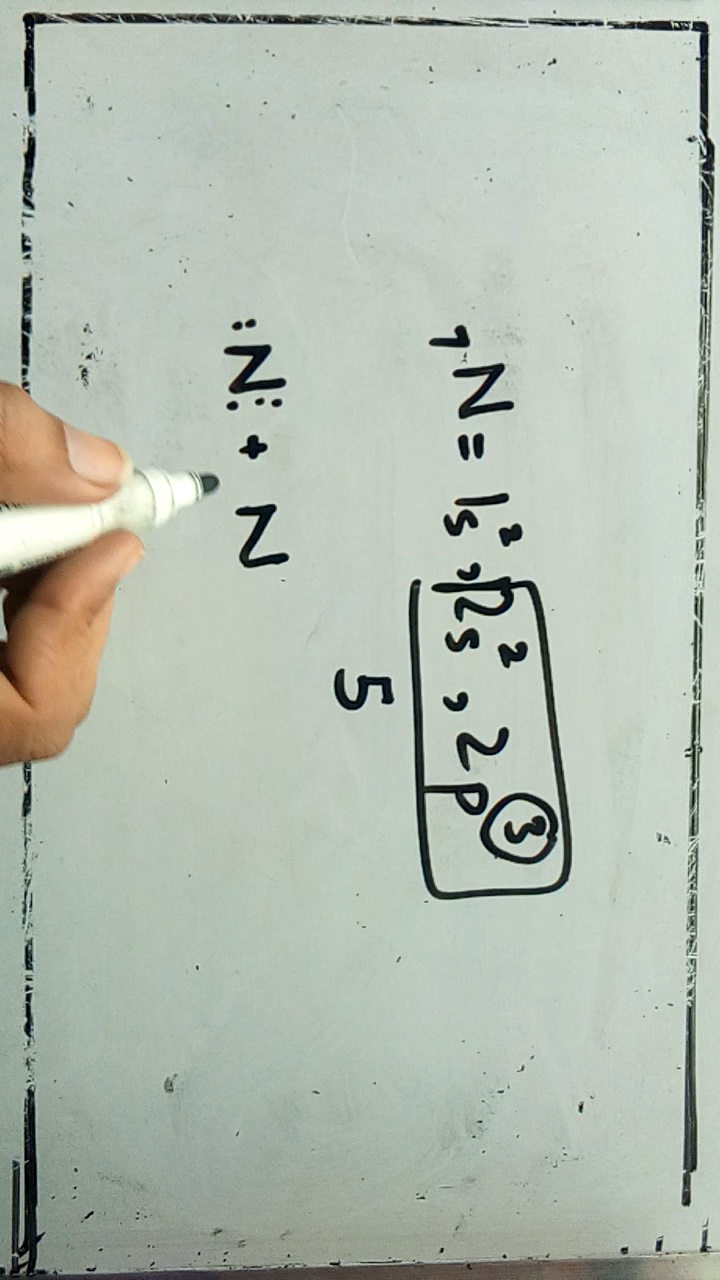 ₇N = 1s², 2s², 2p³
5
:N⫶ + N